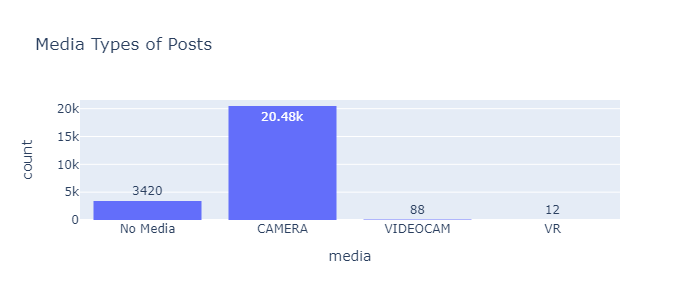 Media Types of Posts
count
20k
15k
10k
5k
0
3420
20.48k
88
12
No Media
CAMERA
VIDEOCAM
VR
media